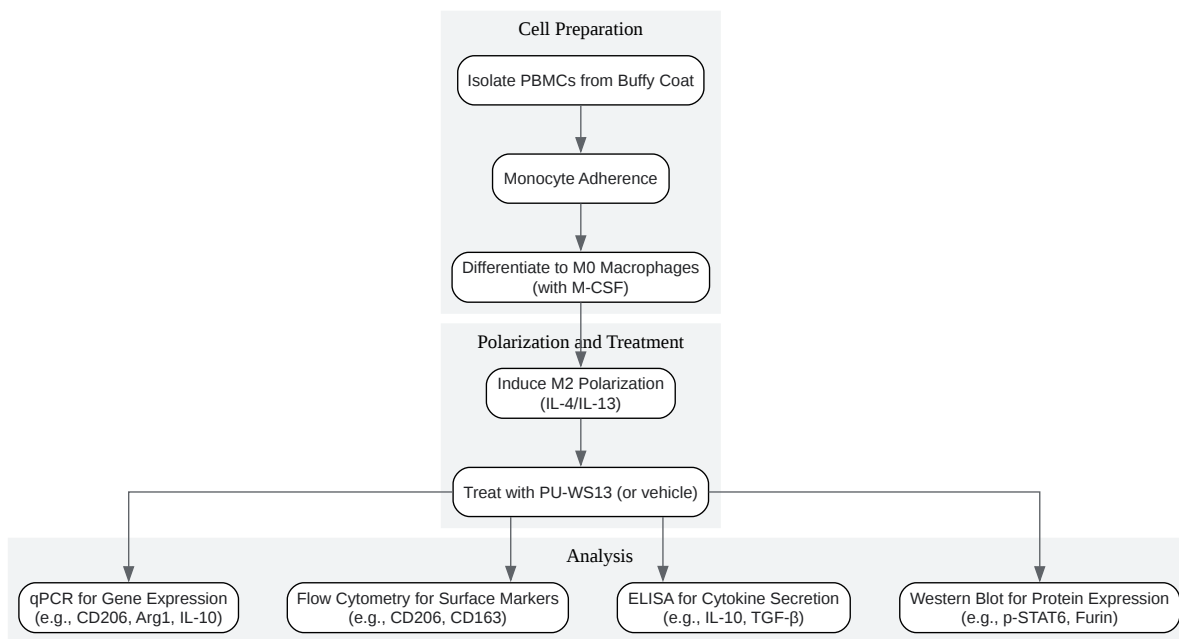 Cell Preparation
Isolate PBMCs from Buffy Coat
Monocyte Adherence
Differentiate to M0 Macrophages
(with M-CSF)
Polarization and Treatment
Induce M2 Polarization
(IL-4/IL-13)
Treat with PU-WS13 (or vehicle)
Analysis
qPCR for Gene Expression
(e.g., CD206, Arg1, IL-10)
Flow Cytometry for Surface Markers
(e.g., CD206, CD163)
ELISA for Cytokine Secretion
(e.g., IL-10, TGF-β)
Western Blot for Protein Expression
(e.g., p-STAT6, Furin)